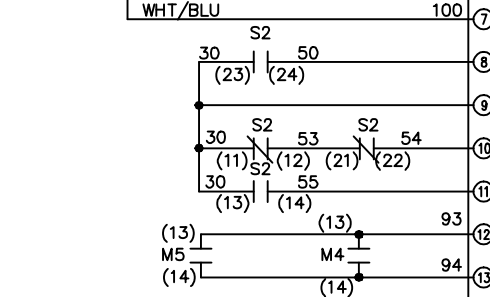 WHT/BLU 100 7
S2
30 50 8
(23) (24)
9
S2 S2
30 53 54 10
(11) (12) (21) (22)
S2
30 55 11
(13) (14)
(13) 93
(13) 12
M5 M4
94
(14) 13
(14)